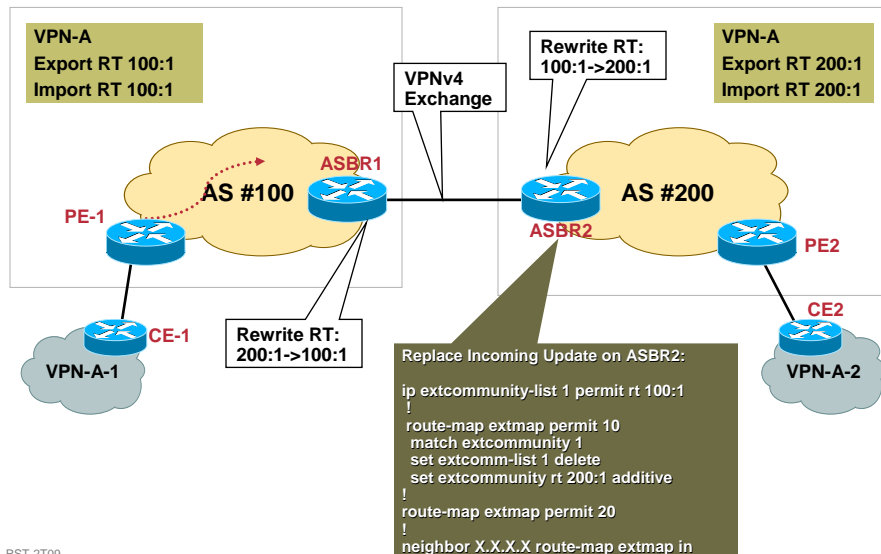 VPN-A
Export RT 100:1
Import RT 100:1
VPNv4
Exchange
Rewrite RT:
100:1->200:1
VPN-A
Export RT 200:1
Import RT 200:1
ASBR1
AS #100
AS #200
PE-1
ASBR2
PE2
CE-1
VPN-A-1
Rewrite RT:
200:1->100:1
CE2
VPN-A-2
Replace Incoming Update on ASBR2:
ip extcommunity-list 1 permit rt 100:1
!
route-map extmap permit 10
match extcommunity 1
set extcomm-list 1 delete
set extcommunity rt 200:1 additive
!
route-map extmap permit 20
!
neighbor X.X.X.X route-map extmap in